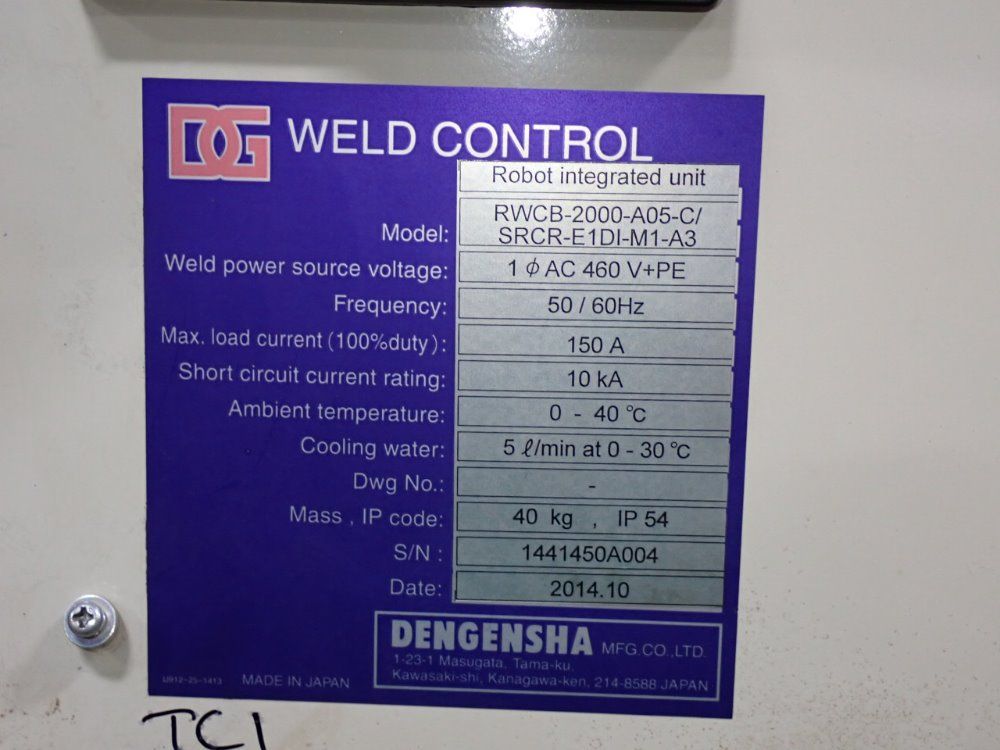 DG WELD CONTROL
Robot integrated unit
Model: RWCB-2000-A05-C/
SRCR-E1DI-M1-A3
Weld power source voltage: 1 ϕ AC 460 V+PE
Frequency: 50 / 60Hz
Max. load current (100%duty): 150 A
Short circuit current rating: 10 kA
Ambient temperature: 0 - 40 ℃
Cooling water: 5 ℓ/min at 0 - 30 ℃
Dwg No.: -
Mass , IP code: 40 kg , IP 54
S/N : 1441450A004
Date: 2014.10
DENGENSHA MFG.CO.,LTD.
1-23-1 Masugata, Tama-ku,
Kawasaki-shi, Kanagawa-ken, 214-8588 JAPAN
U912-25-1413 MADE IN JAPAN
TC1